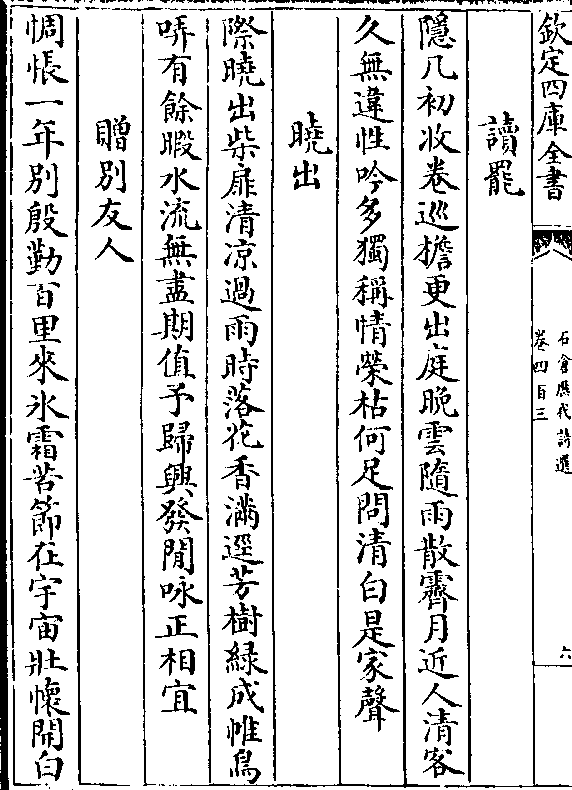 欽定四庫全書
石倉歷代詩選
卷四百三
六
讀罷
隱几初收卷巡檐更出庭晚雲隨雨散霽月近人清客
久無違性吟多獨稱情榮枯何足問清白是家聲
曉出
際曉出柴扉清凉過雨時落花香滿逕芳樹緑成帷鳥
哢有餘暇水流無盡期值予歸興發閒咏正相宜
贈別友人
惆悵一年别殷勤百里來氷霜苦節在宇宙壯懷開白